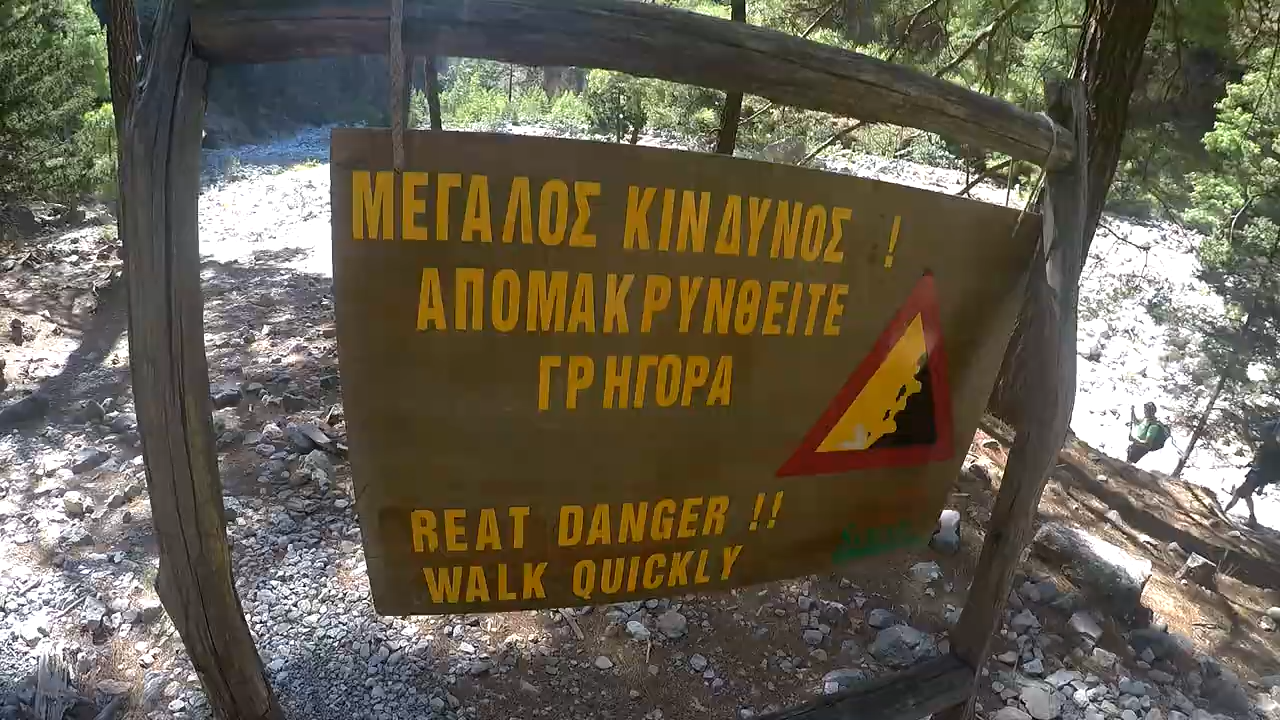 ΜΕΓΑΛΟΣ ΚΙΝΔΥΝΟΣ !
ΑΠΟΜΑΚΡΥΝΘΕΙΤΕ
ΓΡΗΓΟΡΑ
REAT DANGER !!
WALK QUICKLY